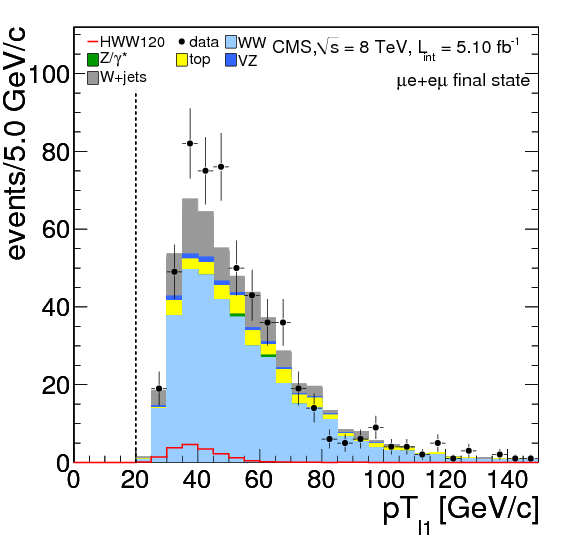 HWW120 data WW CMS,√s = 8 TeV, L_int = 5.10 fb⁻¹
Z/γ* top VZ
W+jets
μe+eμ final state
events/5.0 GeV/c
100
80
60
40
20
0
0 20 40 60 80 100 120 140
pT_l1 [GeV/c]